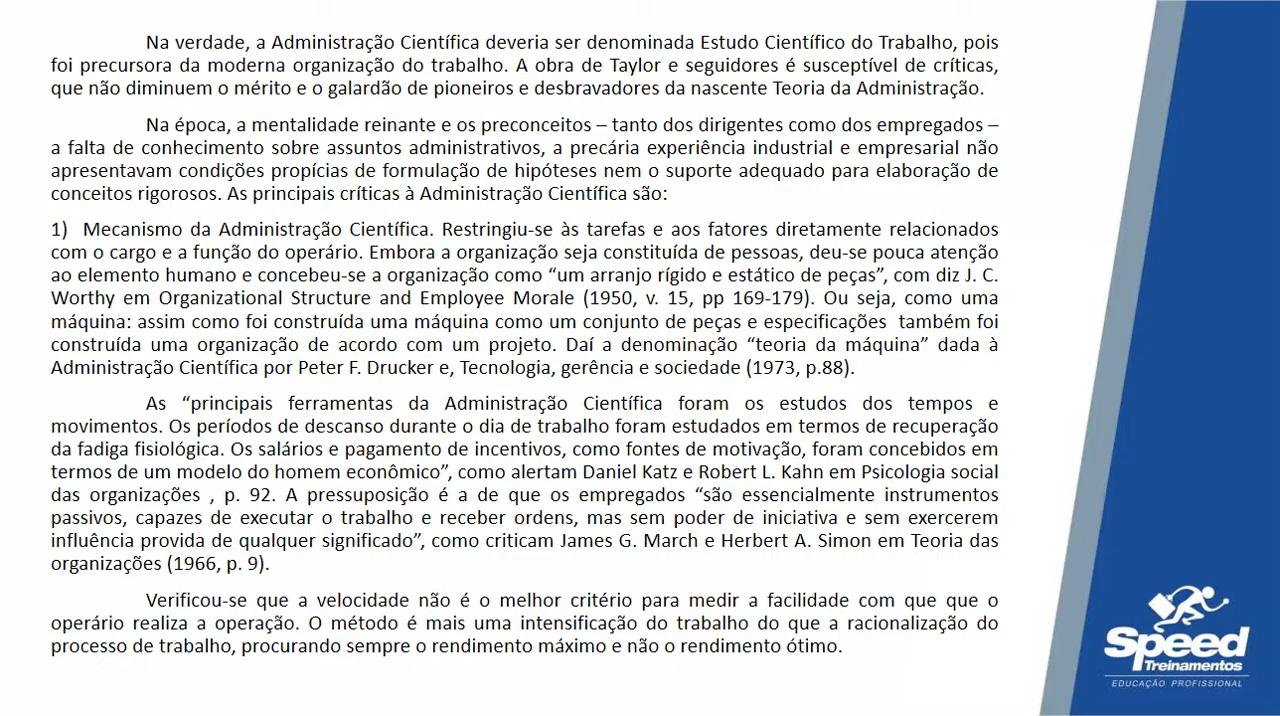 Na verdade, a Administração Científica deveria ser denominada Estudo Científico do Trabalho, pois
foi precursora da moderna organização do trabalho. A obra de Taylor e seguidores é susceptível de críticas,
que não diminuem o mérito e o galardão de pioneiros e desbravadores da nascente Teoria da Administração.
Na época, a mentalidade reinante e os preconceitos – tanto dos dirigentes como dos empregados –
a falta de conhecimento sobre assuntos administrativos, a precária experiência industrial e empresarial não
apresentavam condições propícias de formulação de hipóteses nem o suporte adequado para elaboração de
conceitos rigorosos. As principais críticas à Administração Científica são:
1) Mecanismo da Administração Científica. Restringiu-se às tarefas e aos fatores diretamente relacionados
com o cargo e a função do operário. Embora a organização seja constituída de pessoas, deu-se pouca atenção
ao elemento humano e concebeu-se a organização como “um arranjo rígido e estático de peças”, com diz J. C.
Worthy em Organizational Structure and Employee Morale (1950, v. 15, pp 169-179). Ou seja, como uma
máquina: assim como foi construída uma máquina como um conjunto de peças e especificações também foi
construída uma organização de acordo com um projeto. Daí a denominação “teoria da máquina” dada à
Administração Científica por Peter F. Drucker e, Tecnologia, gerência e sociedade (1973, p.88).
As “principais ferramentas da Administração Científica foram os estudos dos tempos e
movimentos. Os períodos de descanso durante o dia de trabalho foram estudados em termos de recuperação
da fadiga fisiológica. Os salários e pagamento de incentivos, como fontes de motivação, foram concebidos em
termos de um modelo do homem econômico”, como alertam Daniel Katz e Robert L. Kahn em Psicologia social
das organizações , p. 92. A pressuposição é a de que os empregados “são essencialmente instrumentos
passivos, capazes de executar o trabalho e receber ordens, mas sem poder de iniciativa e sem exercerem
influência provida de qualquer significado”, como criticam James G. March e Herbert A. Simon em Teoria das
organizações (1966, p. 9).
Verificou-se que a velocidade não é o melhor critério para medir a facilidade com que que o
operário realiza a operação. O método é mais uma intensificação do trabalho do que a racionalização do
processo de trabalho, procurando sempre o rendimento máximo e não o rendimento ótimo.
Speed
Treinamentos
EDUCAÇÃO PROFISSIONAL